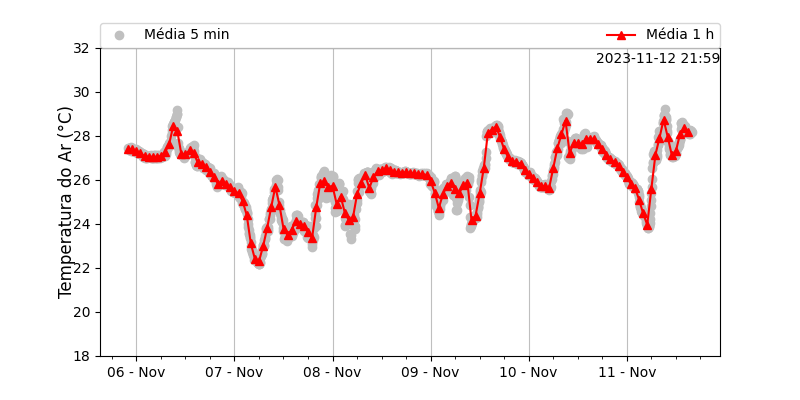 Média 5 min
Média 1 h
2023-11-12 21:59
Temperatura do Ar (°C)
32
30
28
26
24
22
20
18
06 - Nov
07 - Nov
08 - Nov
09 - Nov
10 - Nov
11 - Nov